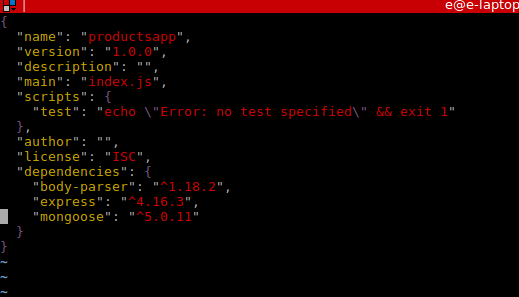 e@e-laptop
{
  "name": "productsapp",
  "version": "1.0.0",
  "description": "",
  "main": "index.js",
  "scripts": {
    "test": "echo \"Error: no test specified\" && exit 1"
  },
  "author": "",
  "license": "ISC",
  "dependencies": {
    "body-parser": "^1.18.2",
    "express": "^4.16.3",
    "mongoose": "^5.0.11"
  }
}
~
~
~